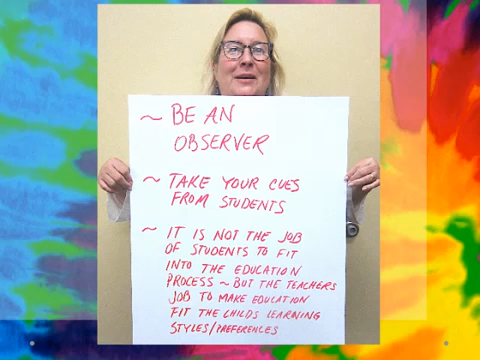 ~ BE AN
OBSERVER
~ TAKE YOUR CUES
FROM STUDENTS
~ IT IS NOT THE JOB
OF STUDENTS TO FIT
INTO THE EDUCATION
PROCESS ~ BUT THE TEACHERS
JOB TO MAKE EDUCATION
FIT THE CHILDS LEARNING
STYLES/PREFERENCES